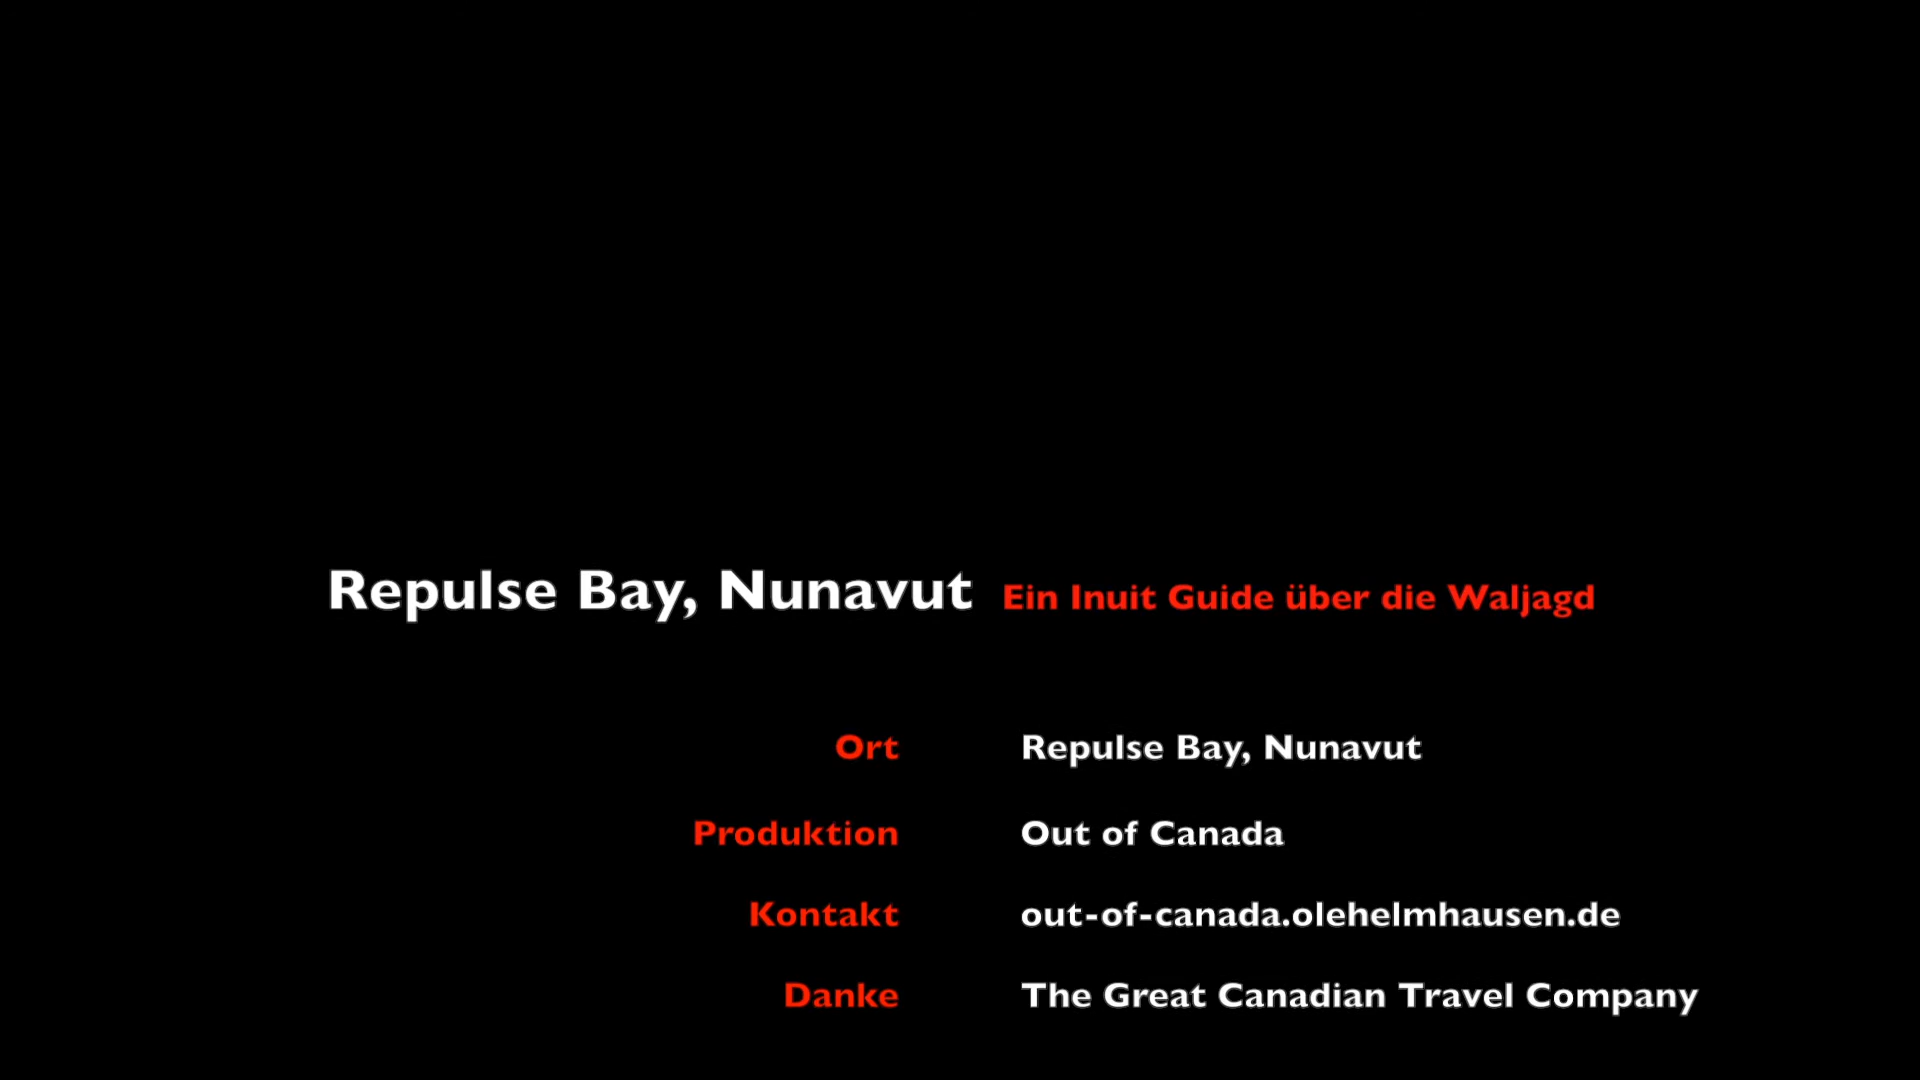 Repulse Bay, Nunavut Ein Inuit Guide über die Waljagd
Ort Repulse Bay, Nunavut
Produktion Out of Canada
Kontakt out-of-canada.olehelmhausen.de
Danke The Great Canadian Travel Company